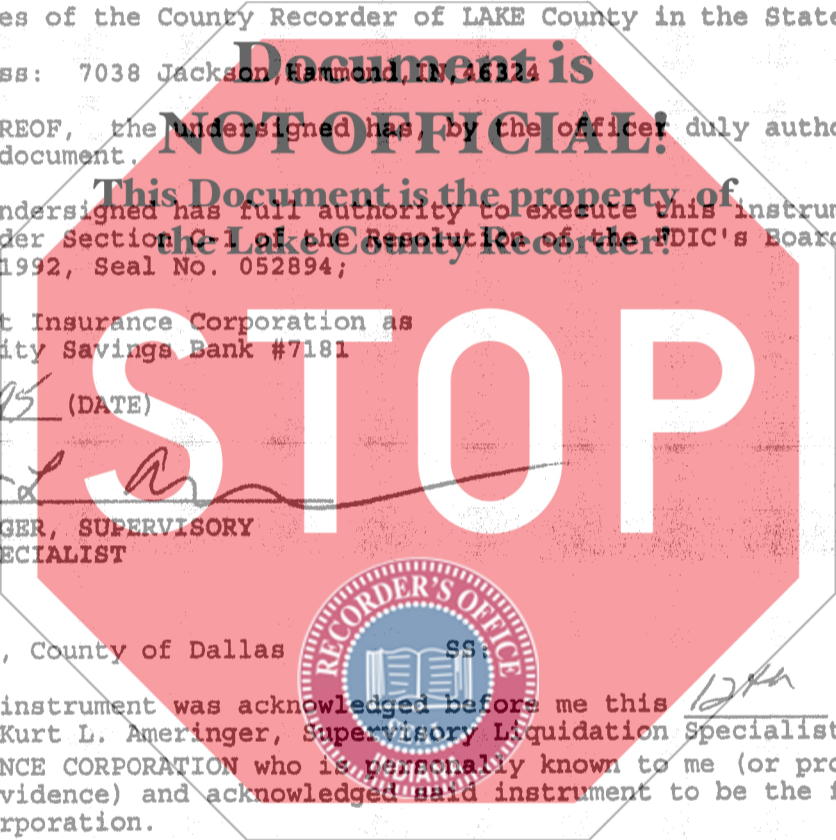 es of the County Recorder of LAKE County in the State
Document is
ss: 7038 Jackson,Hammond,IN,46324
NOT OFFICIAL!
REOF, the undersigned has, by the officer duly autho
document.
This Document is the property of
ndersigned has full authority to execute this instrum
the Lake County Recorder!
der Section G-1 of the Resolution of the FDIC's Board
1992, Seal No. 052894;
t Insurance Corporation as
ity Savings Bank #7181
STOP
95 (DATE)
GER, SUPERVISORY
ECIALIST
RECORDER'S OFFICE
, County of Dallas SS:
instrument was acknowledged before me this 12th
Kurt L. Ameringer, Supervisory Liquidation Specialist
NCE CORPORATION who is personally known to me (or pro
vidence) and acknowledged said instrument to be the f
rporation.